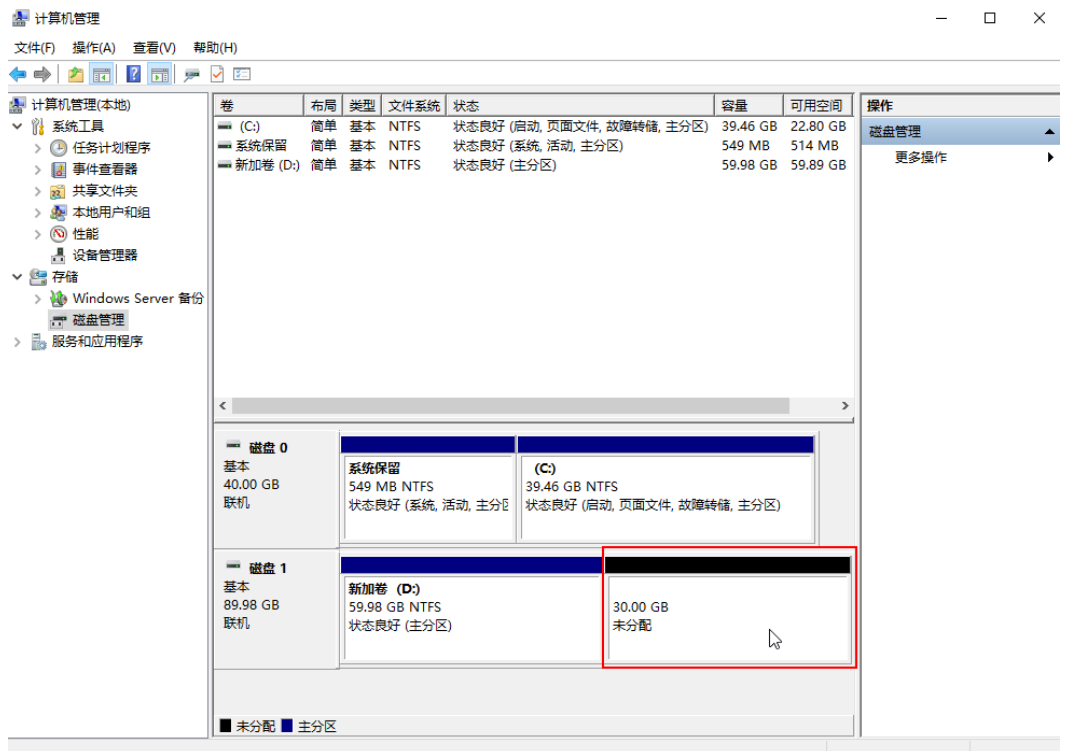 计算机管理
文件(F) 操作(A) 查看(V) 帮助(H)
计算机管理(本地)
系统工具
任务计划程序
事件查看器
共享文件夹
本地用户和组
性能
设备管理器
存储
Windows Server 备份
磁盘管理
服务和应用程序
卷 布局 类型 文件系统 状态 容量 可用空间
(C:) 简单 基本 NTFS 状态良好 (启动, 页面文件, 故障转储, 主分区) 39.46 GB 22.80 GB
系统保留 简单 基本 NTFS 状态良好 (系统, 活动, 主分区) 549 MB 514 MB
新加卷 (D:) 简单 基本 NTFS 状态良好 (主分区) 59.98 GB 59.89 GB
操作
磁盘管理
更多操作
磁盘 0
基本
40.00 GB
联机
系统保留
549 MB NTFS
状态良好 (系统, 活动, 主分区
(C:)
39.46 GB NTFS
状态良好 (启动, 页面文件, 故障转储, 主分区)
磁盘 1
基本
89.98 GB
联机
新加卷 (D:)
59.98 GB NTFS
状态良好 (主分区)
30.00 GB
未分配
未分配 主分区